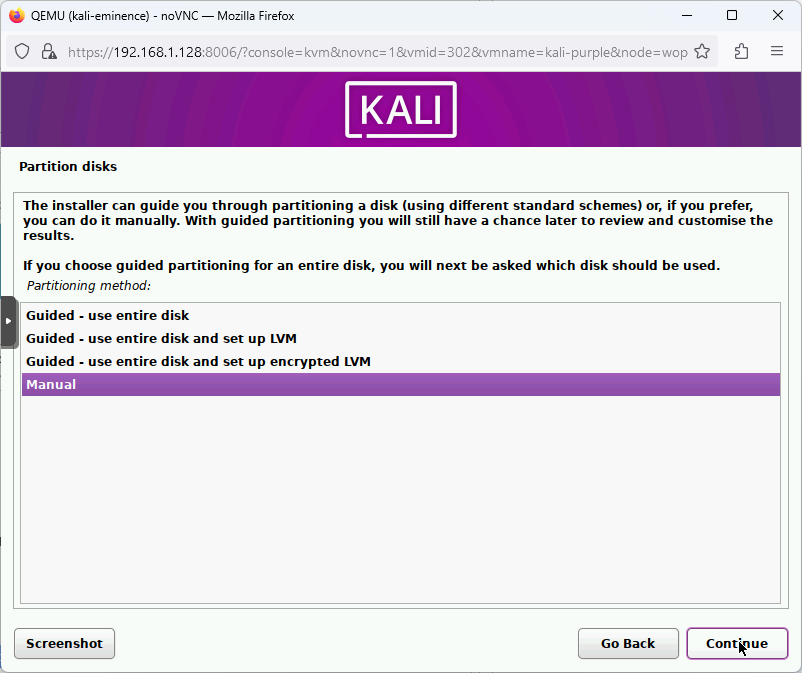 QEMU (kali-eminence) - noVNC — Mozilla Firefox
https://192.168.1.128:8006/?console=kvm&novnc=1&vmid=302&vmname=kali-purple&node=wop
KALI
Partition disks
The installer can guide you through partitioning a disk (using different standard schemes) or, if you prefer,
you can do it manually. With guided partitioning you will still have a chance later to review and customise the
results.
If you choose guided partitioning for an entire disk, you will next be asked which disk should be used.
Partitioning method:
Guided - use entire disk
Guided - use entire disk and set up LVM
Guided - use entire disk and set up encrypted LVM
Manual
Screenshot
Go Back
Continue